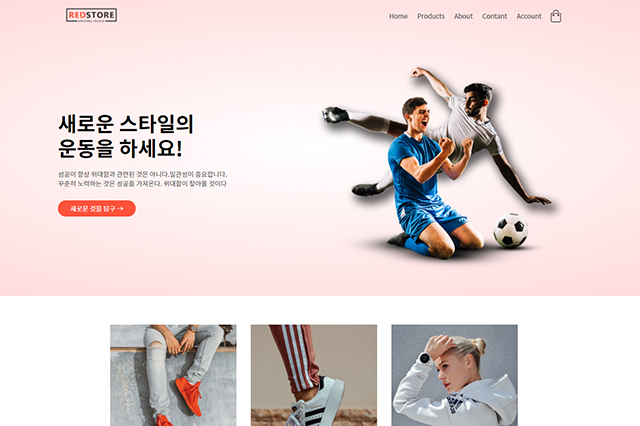 REDSTORE
Home Products About Contant Account
새로운 스타일의
운동을 하세요!
성공이 항상 위대함과 관련된 것은 아니다.일관성이 중요합니다.
꾸준히 노력하는 것은 성공을 가져온다. 위대함이 찾아올 것이다
새로운 것을 탐구 →